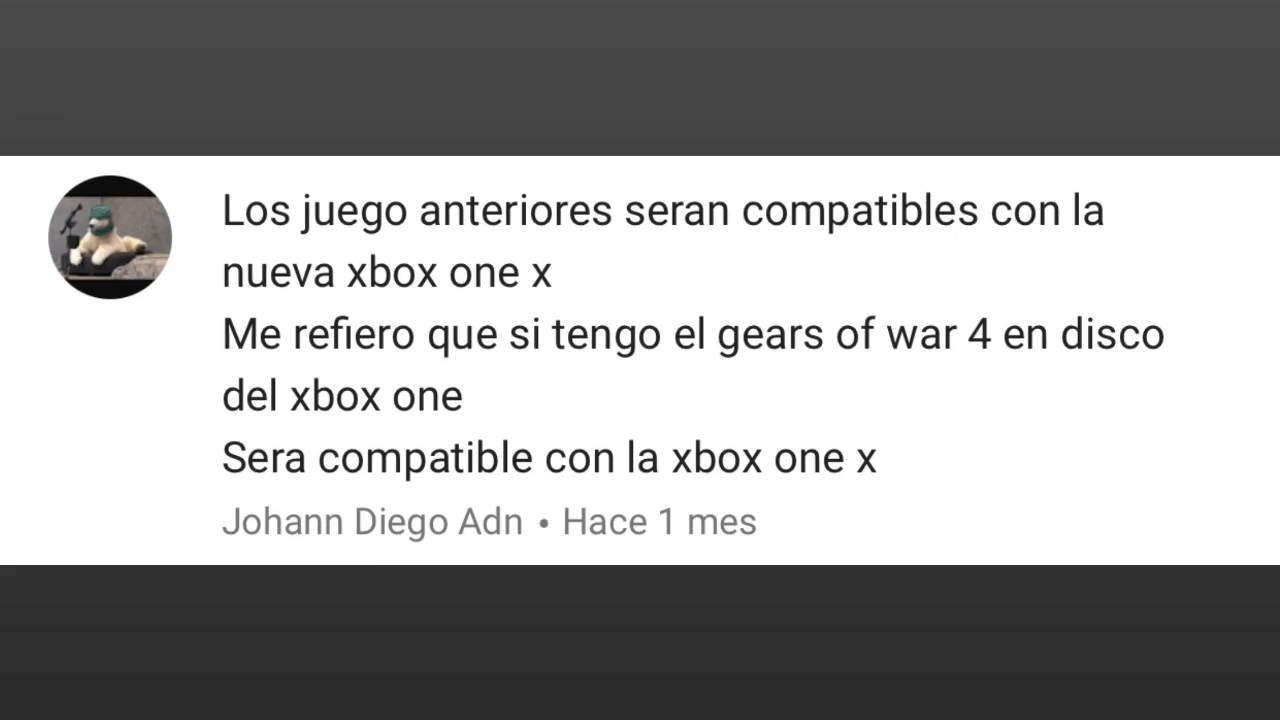 Los juego anteriores seran compatibles con la
nueva xbox one x
Me refiero que si tengo el gears of war 4 en disco
del xbox one
Sera compatible con la xbox one x
Johann Diego Adn • Hace 1 mes